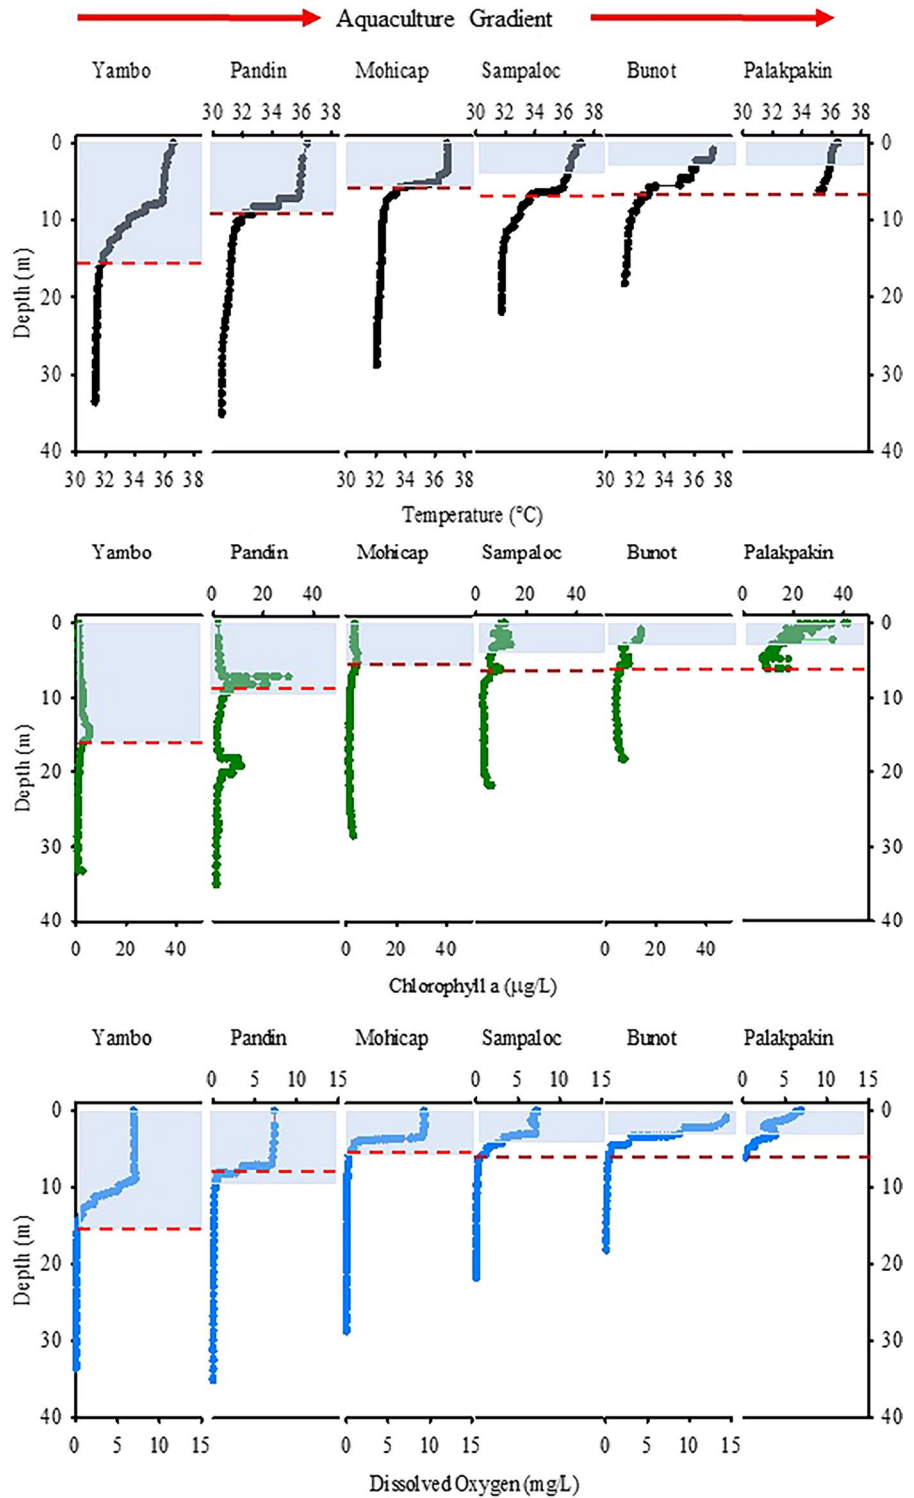 Aquaculture Gradient
Yambo Pandin Mohicap Sampaloc Bunot Palakpakin
30 32 34 36 38 30 32 34 36 38 30 32 34 36 38
0 0
10 10
20 20
30 30
40 40
Depth (m)
30 32 34 36 38 30 32 34 36 38 30 32 34 36 38
Temperature (°C)
Yambo Pandin Mohicap Sampaloc Bunot Palakpakin
0 20 40 0 20 40 0 20 40
0 0
10 10
20 20
30 30
40 40
Depth (m)
0 20 40 0 20 40 0 20 40
Chlorophyll a (µg/L)
Yambo Pandin Mohicap Sampaloc Bunot Palakpakin
0 5 10 15 0 5 10 15 0 5 10 15
0 0
10 10
20 20
30 30
40 40
Depth (m)
0 5 10 15 0 5 10 15 0 5 10 15
Dissolved Oxygen (mg/L)